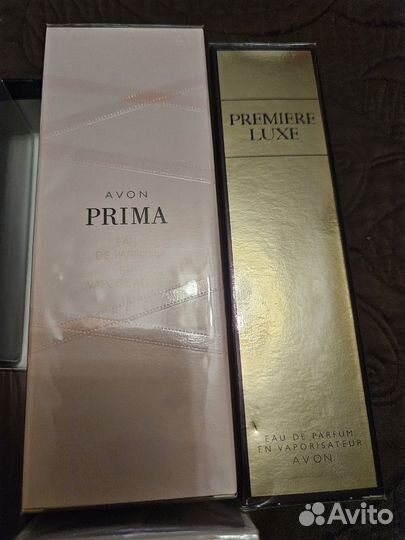 AVON
PRIMA
EAU
DE PARFUM
PREMIERE
LUXE
EAU DE PARFUM
EN VAPORISATEUR
AVON
Avito